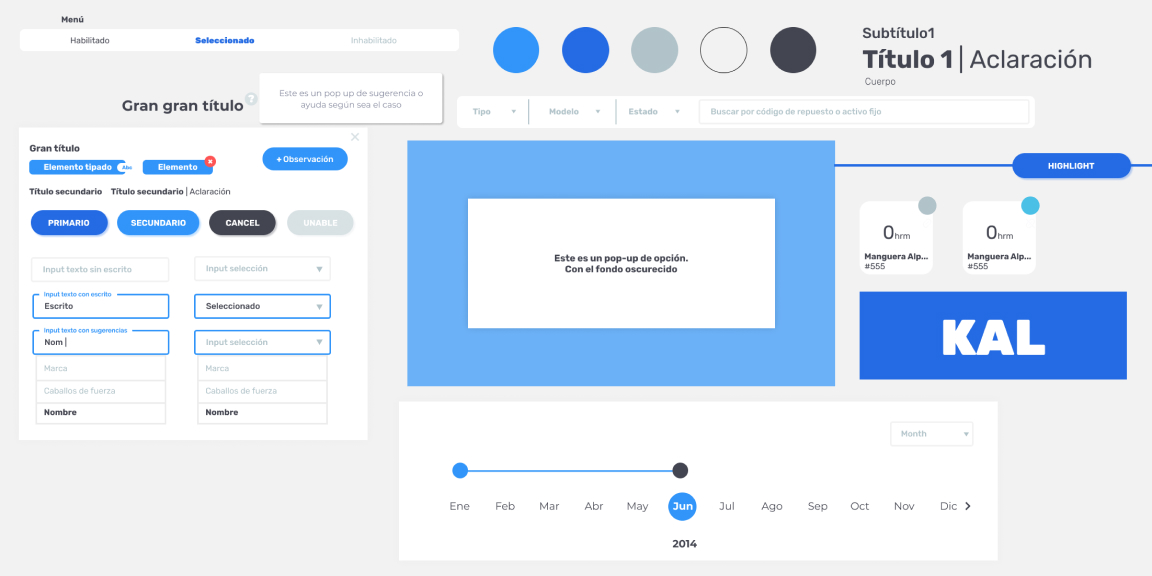 Menú
Habilitado Seleccionado Inhabilitado
Subtítulo1
Título 1 | Aclaración
Cuerpo
Gran gran título ?
Este es un pop up de sugerencia o
ayuda según sea el caso
Tipo Modelo Estado Buscar por código de repuesto o activo fijo
Gran título
Elemento tipado Abc Elemento
+ Observación
Título secundario Título secundario | Aclaración
PRIMARIO SECUNDARIO CANCEL UNABLE
Input texto sin escrito Input selección
Input texto con escrito
Escrito Seleccionado
Input texto con sugerencias
Nom | Input selección
Marca Marca
Caballos de fuerza Caballos de fuerza
Nombre Nombre
Este es un pop-up de opción.
Con el fondo oscurecido
HIGHLIGHT
0hrm 0hrm
Manguera Alp... Manguera Alp...
#555 #555
KAL
Month
Ene Feb Mar Abr May Jun Jul Ago Sep Oct Nov Dic
2014